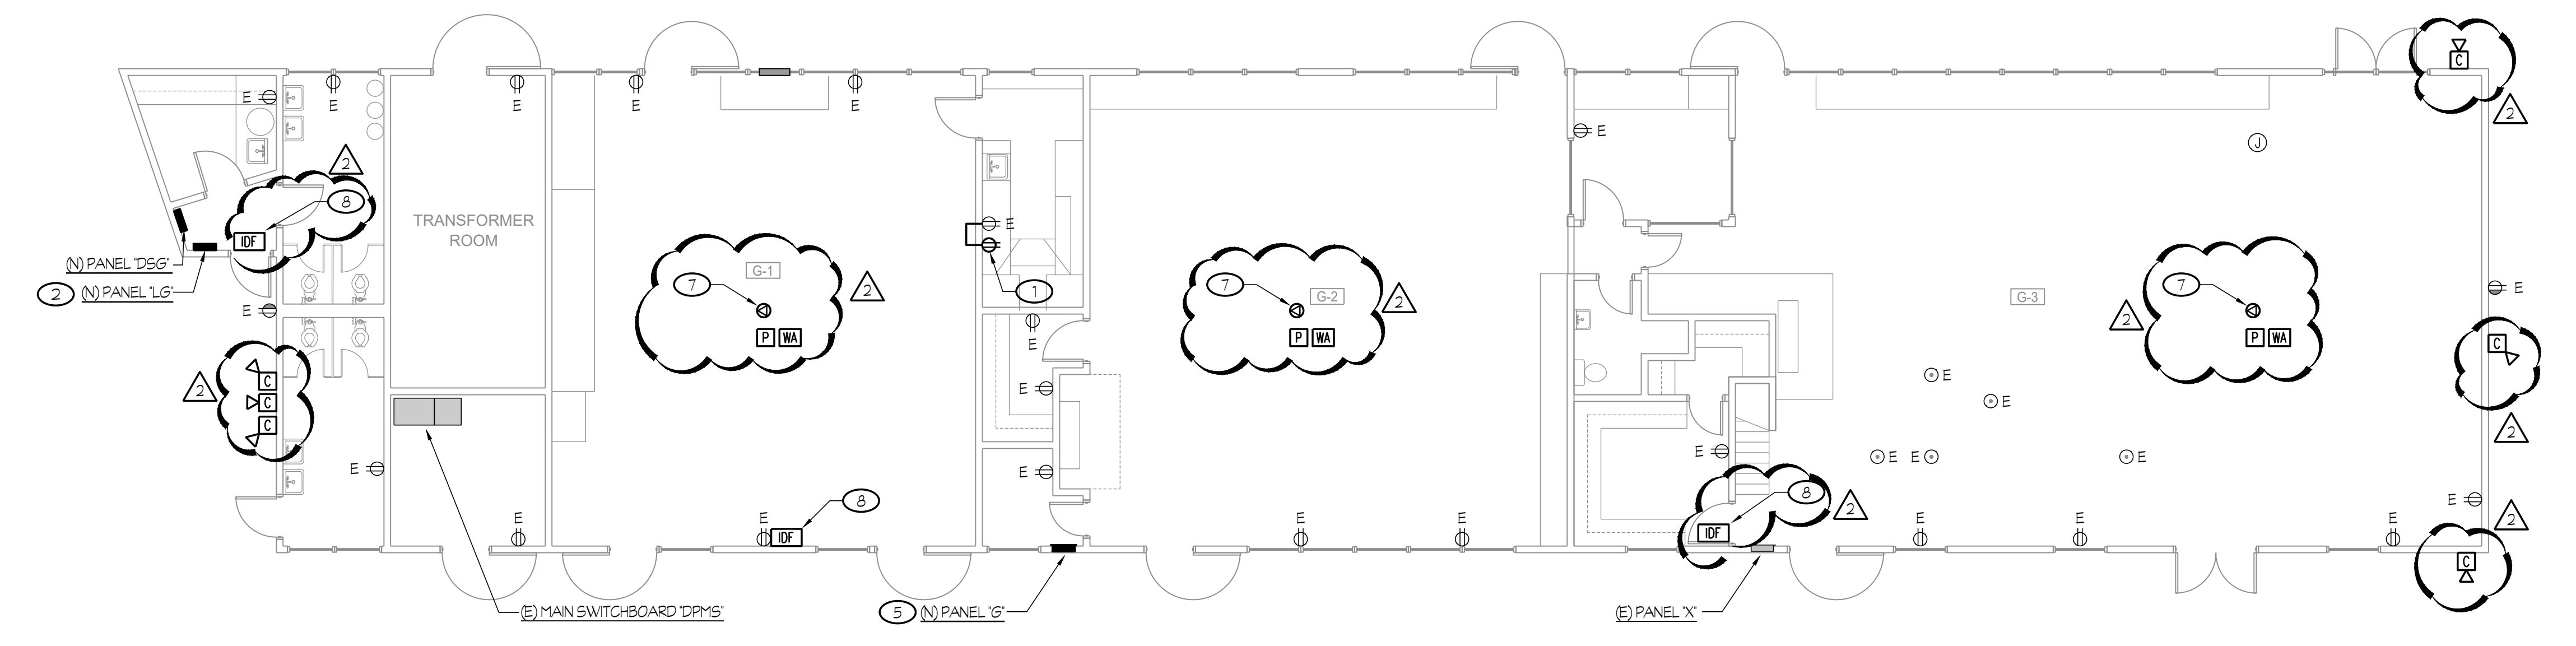 C
2
J
E
E
E
E
E
E
2
8
IDF
TRANSFORMER
ROOM
(N) PANEL "DSG"
2 (N) PANEL "LG"
E
E
1
G-1
7
P WA
2
G-2
7
P WA
2
G-3
7
P WA
2
E
E
2
C
C
C
E
E
E
E
C
2
E
E
E
E
E
E
E
E
E
E
8
IDF
E
E
8
IDF
2
E
E
E
E
2
C
(E) MAIN SWITCHBOARD "DPMS"
5 (N) PANEL "G"
(E) PANEL "X"